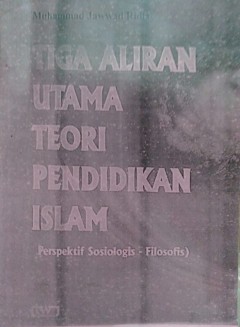 Muhammad Jawwad Ridla
TIGA ALIRAN
UTAMA
TEORI
PENDIDIKAN
ISLAM
(Perspektif Sosiologis - Filosofis)